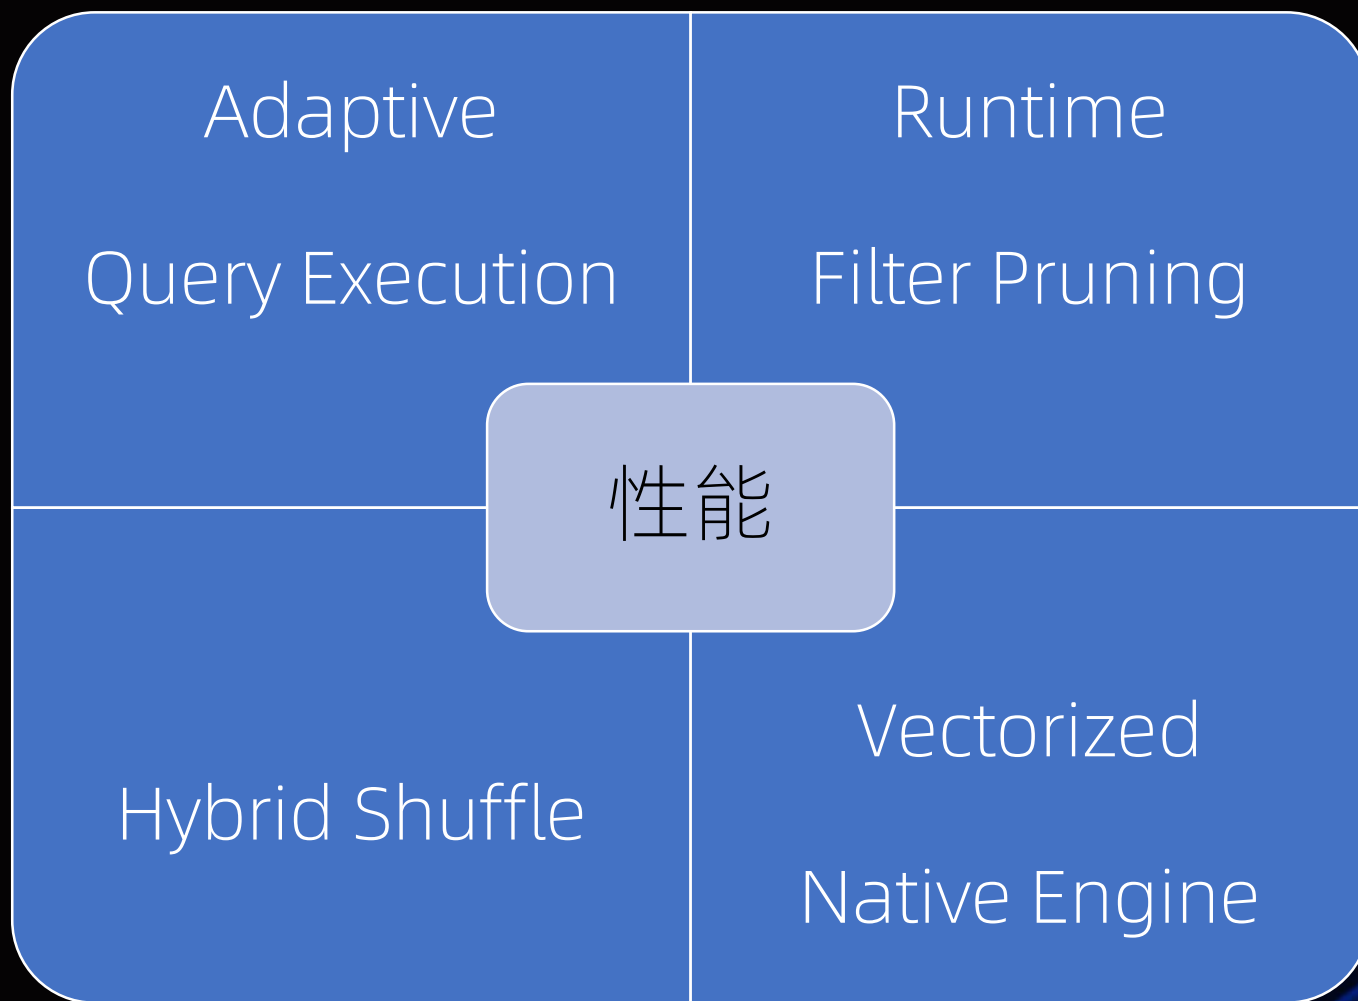 Adaptive
Query Execution
Runtime
Filter Pruning
性能
Hybrid Shuffle
Vectorized
Native Engine